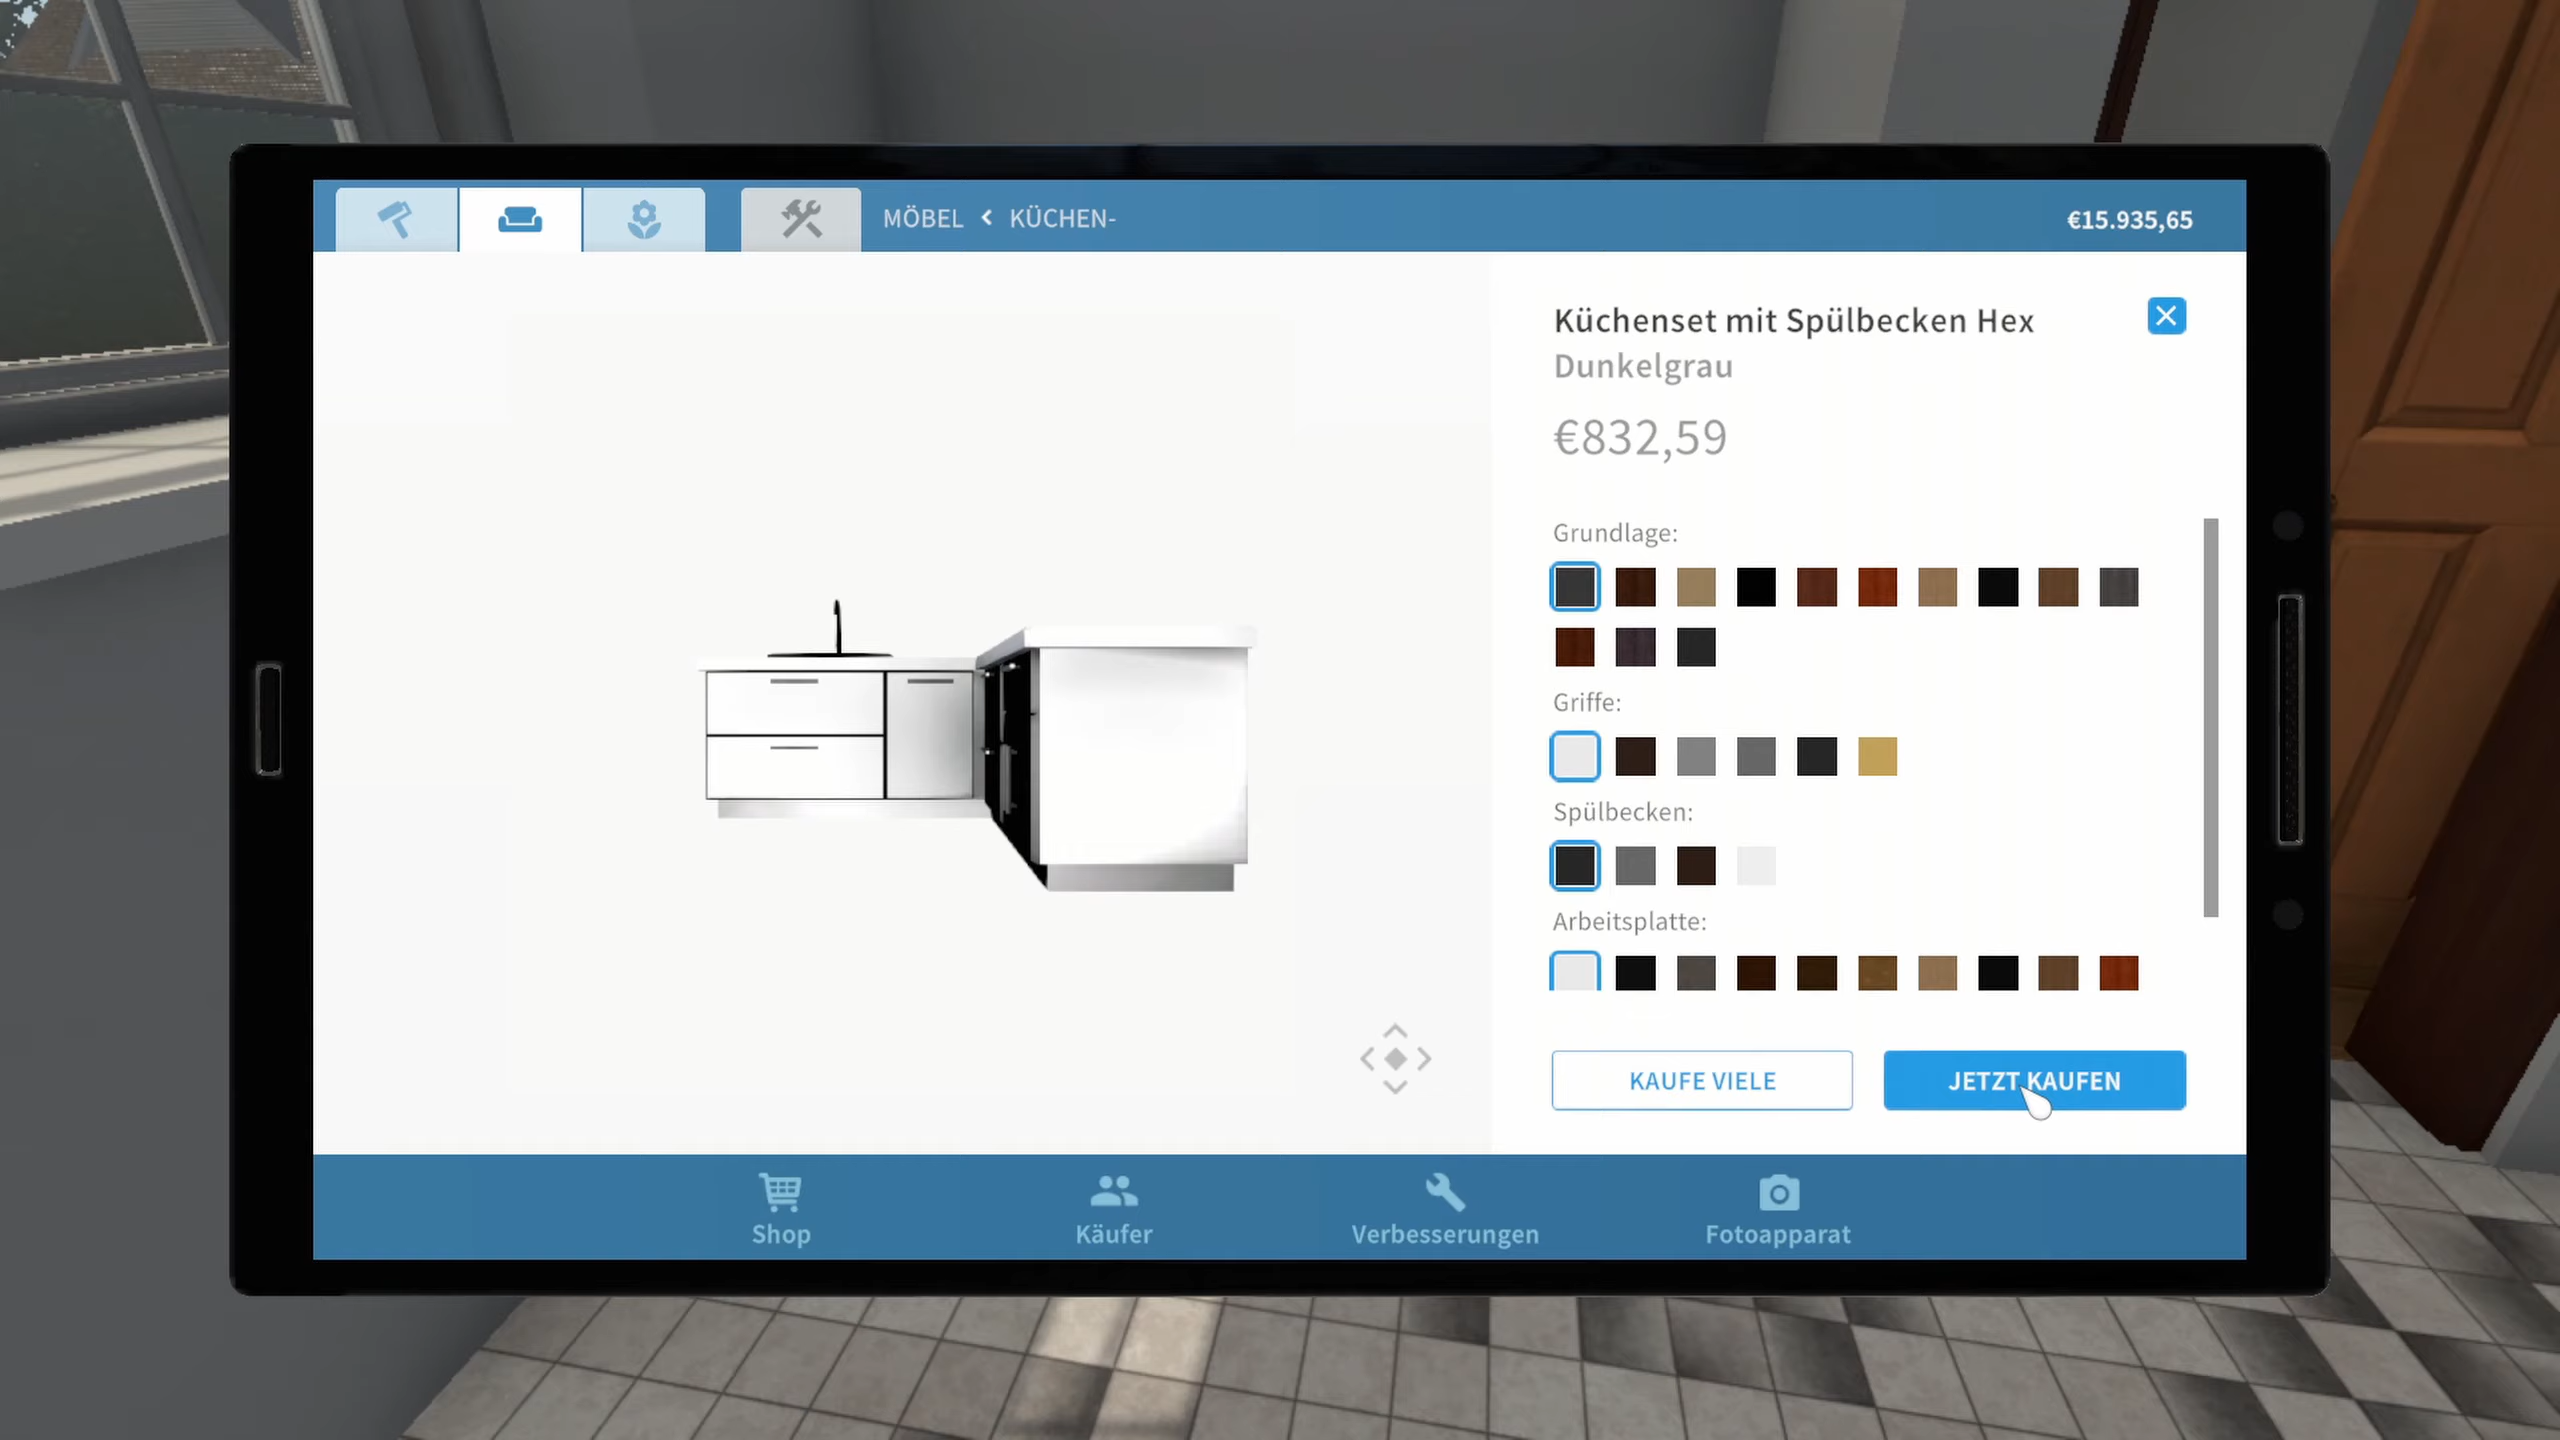 MÖBEL < KÜCHEN-
€15.935,65
Küchenset mit Spülbecken Hex
Dunkelgrau
€832,59
Grundlage:
Griffe:
Spülbecken:
Arbeitsplatte:
KAUFE VIELE
JETZT KAUFEN
Shop
Käufer
Verbesserungen
Fotoapparat